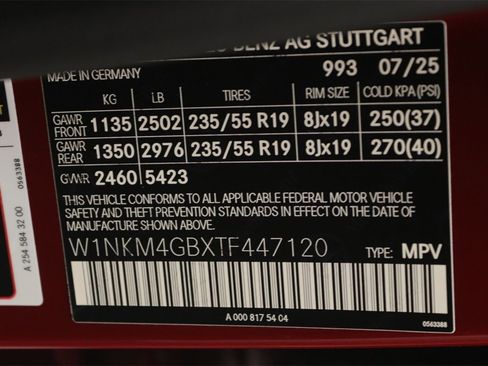 BENZ AG STUTTGART
MADE IN GERMANY
993 07/25
KG LB TIRES RIM SIZE COLD KPA(PSI)
GAWR FRONT 1135 2502 235/55 R19 8Jx19 250(37)
GAWR REAR 1350 2976 235/55 R19 8Jx19 270(40)
GVWR 2460 5423
THIS VEHICLE CONFORMS TO ALL APPLICABLE FEDERAL MOTOR VEHICLE
SAFETY AND THEFT PREVENTION STANDARDS IN EFFECT ON THE DATE OF
MANUFACTURE SHOWN ABOVE.
W1NKM4GBXTF447120 TYPE: MPV
A 000 817 54 04
0563388
A 254 584 32 00
0563388